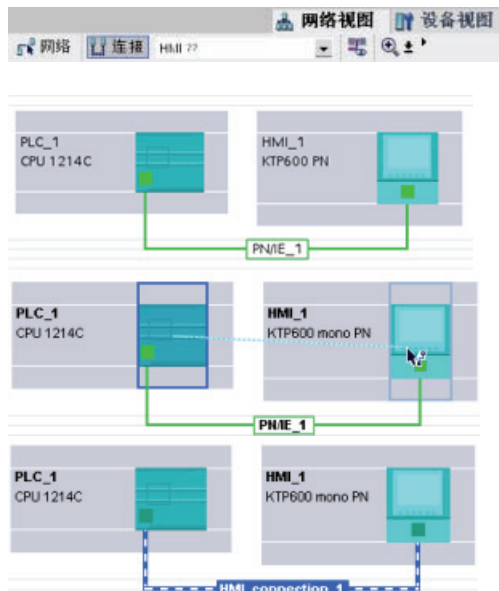 网络视图 设备视图
网络 连接 HMI ??
PLC_1
CPU 1214C
HMI_1
KTP600 PN
PN/IE_1
PLC_1
CPU 1214C
HMI_1
KTP600 mono PN
PN/IE_1
PLC_1
CPU 1214C
HMI_1
KTP600 mono PN
HMI_connection_1